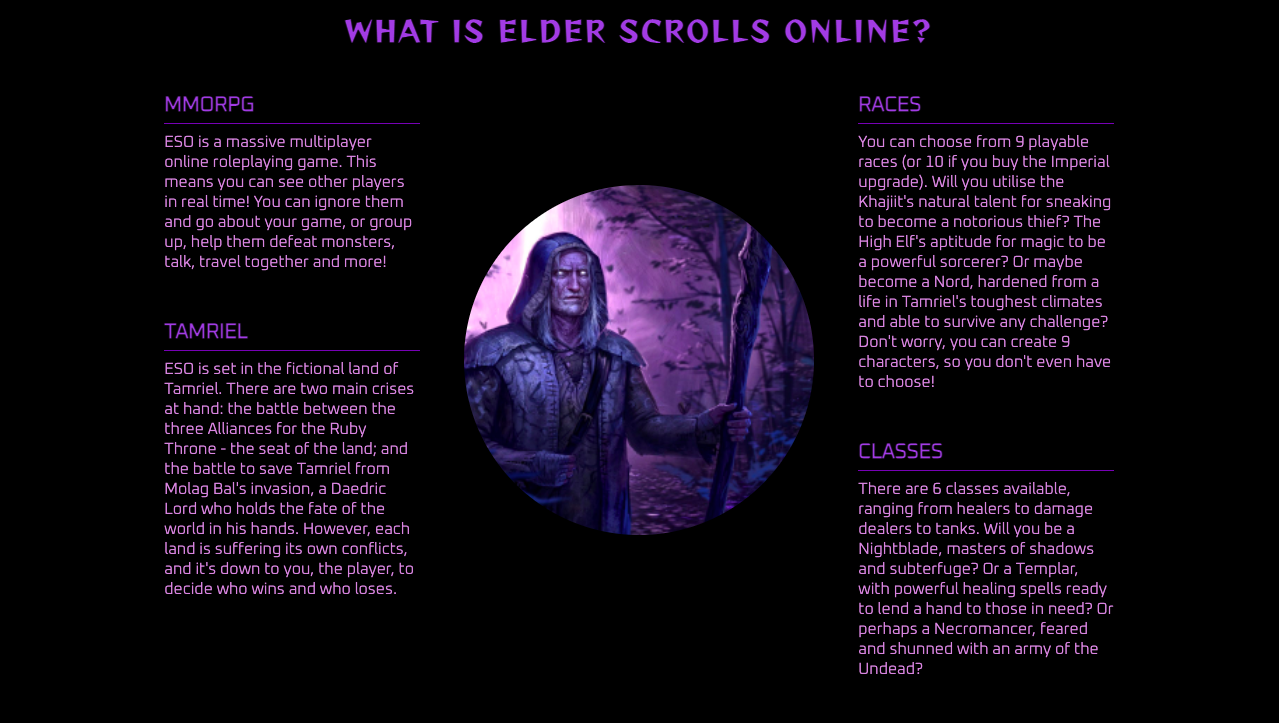 WHAT IS ELDER SCROLLS ONLINE?
MMORPG
ESO is a massive multiplayer
online roleplaying game. This
means you can see other players
in real time! You can ignore them
and go about your game, or group
up, help them defeat monsters,
talk, travel together and more!
TAMRIEL
ESO is set in the fictional land of
Tamriel. There are two main crises
at hand: the battle between the
three Alliances for the Ruby
Throne - the seat of the land; and
the battle to save Tamriel from
Molag Bal's invasion, a Daedric
Lord who holds the fate of the
world in his hands. However, each
land is suffering its own conflicts,
and it's down to you, the player, to
decide who wins and who loses.
RACES
You can choose from 9 playable
races (or 10 if you buy the Imperial
upgrade). Will you utilise the
Khajiit's natural talent for sneaking
to become a notorious thief? The
High Elf's aptitude for magic to be
a powerful sorcerer? Or maybe
become a Nord, hardened from a
life in Tamriel's toughest climates
and able to survive any challenge?
Don't worry, you can create 9
characters, so you don't even have
to choose!
CLASSES
There are 6 classes available,
ranging from healers to damage
dealers to tanks. Will you be a
Nightblade, masters of shadows
and subterfuge? Or a Templar,
with powerful healing spells ready
to lend a hand to those in need? Or
perhaps a Necromancer, feared
and shunned with an army of the
Undead?